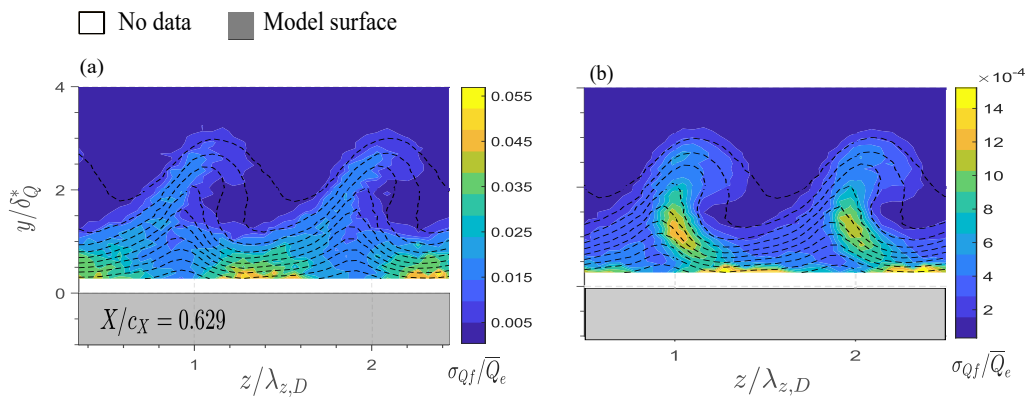 No data Model surface
(a) (b)
4 2 0
y/δ*_Q
X/c_X = 0.629
1 2
z/λ_{z,D}
0.055
0.045
0.035
0.025
0.015
0.005
σ_{Qf}/Q̅_e
1 2
z/λ_{z,D}
×10⁻⁴
14
12
10
8
6
4
2
σ_{Qf}/Q̅_e